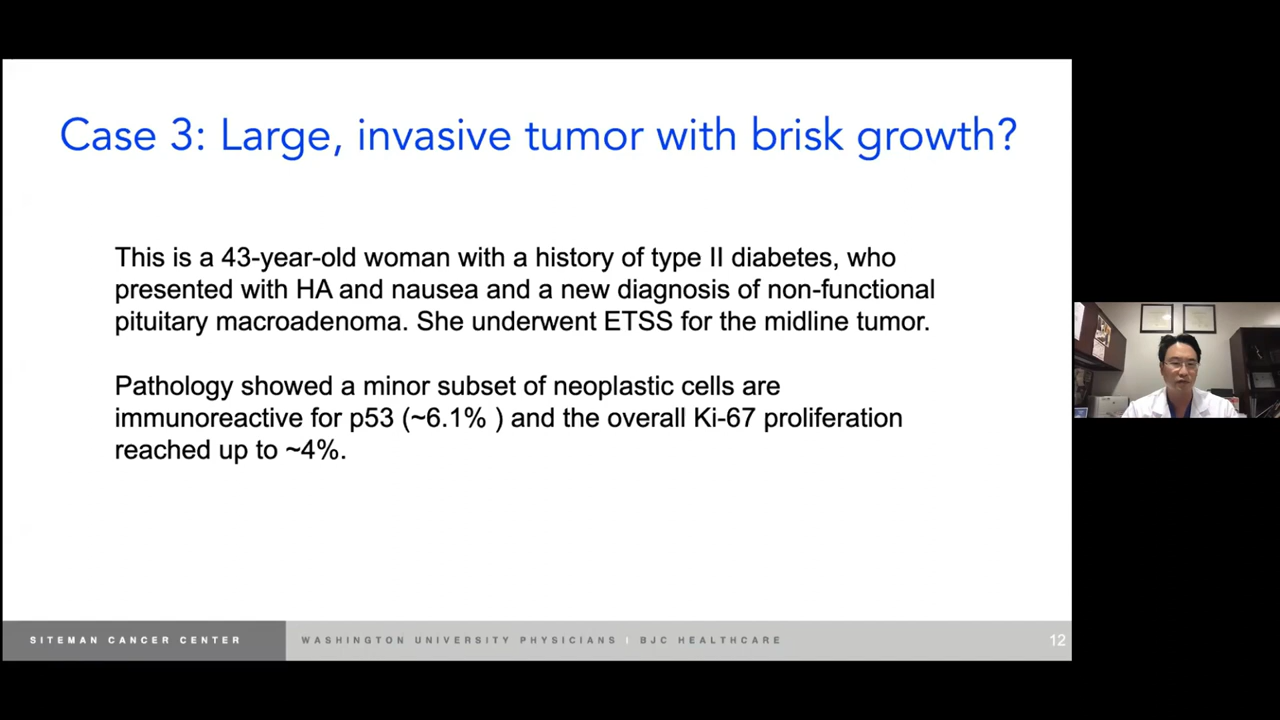 Case 3: Large, invasive tumor with brisk growth?
This is a 43-year-old woman with a history of type II diabetes, who
presented with HA and nausea and a new diagnosis of non-functional
pituitary macroadenoma. She underwent ETSS for the midline tumor.
Pathology showed a minor subset of neoplastic cells are
immunoreactive for p53 (~6.1% ) and the overall Ki-67 proliferation
reached up to ~4%.
SITEMAN CANCER CENTER
WASHINGTON UNIVERSITY PHYSICIANS | BJC HEALTHCARE
12